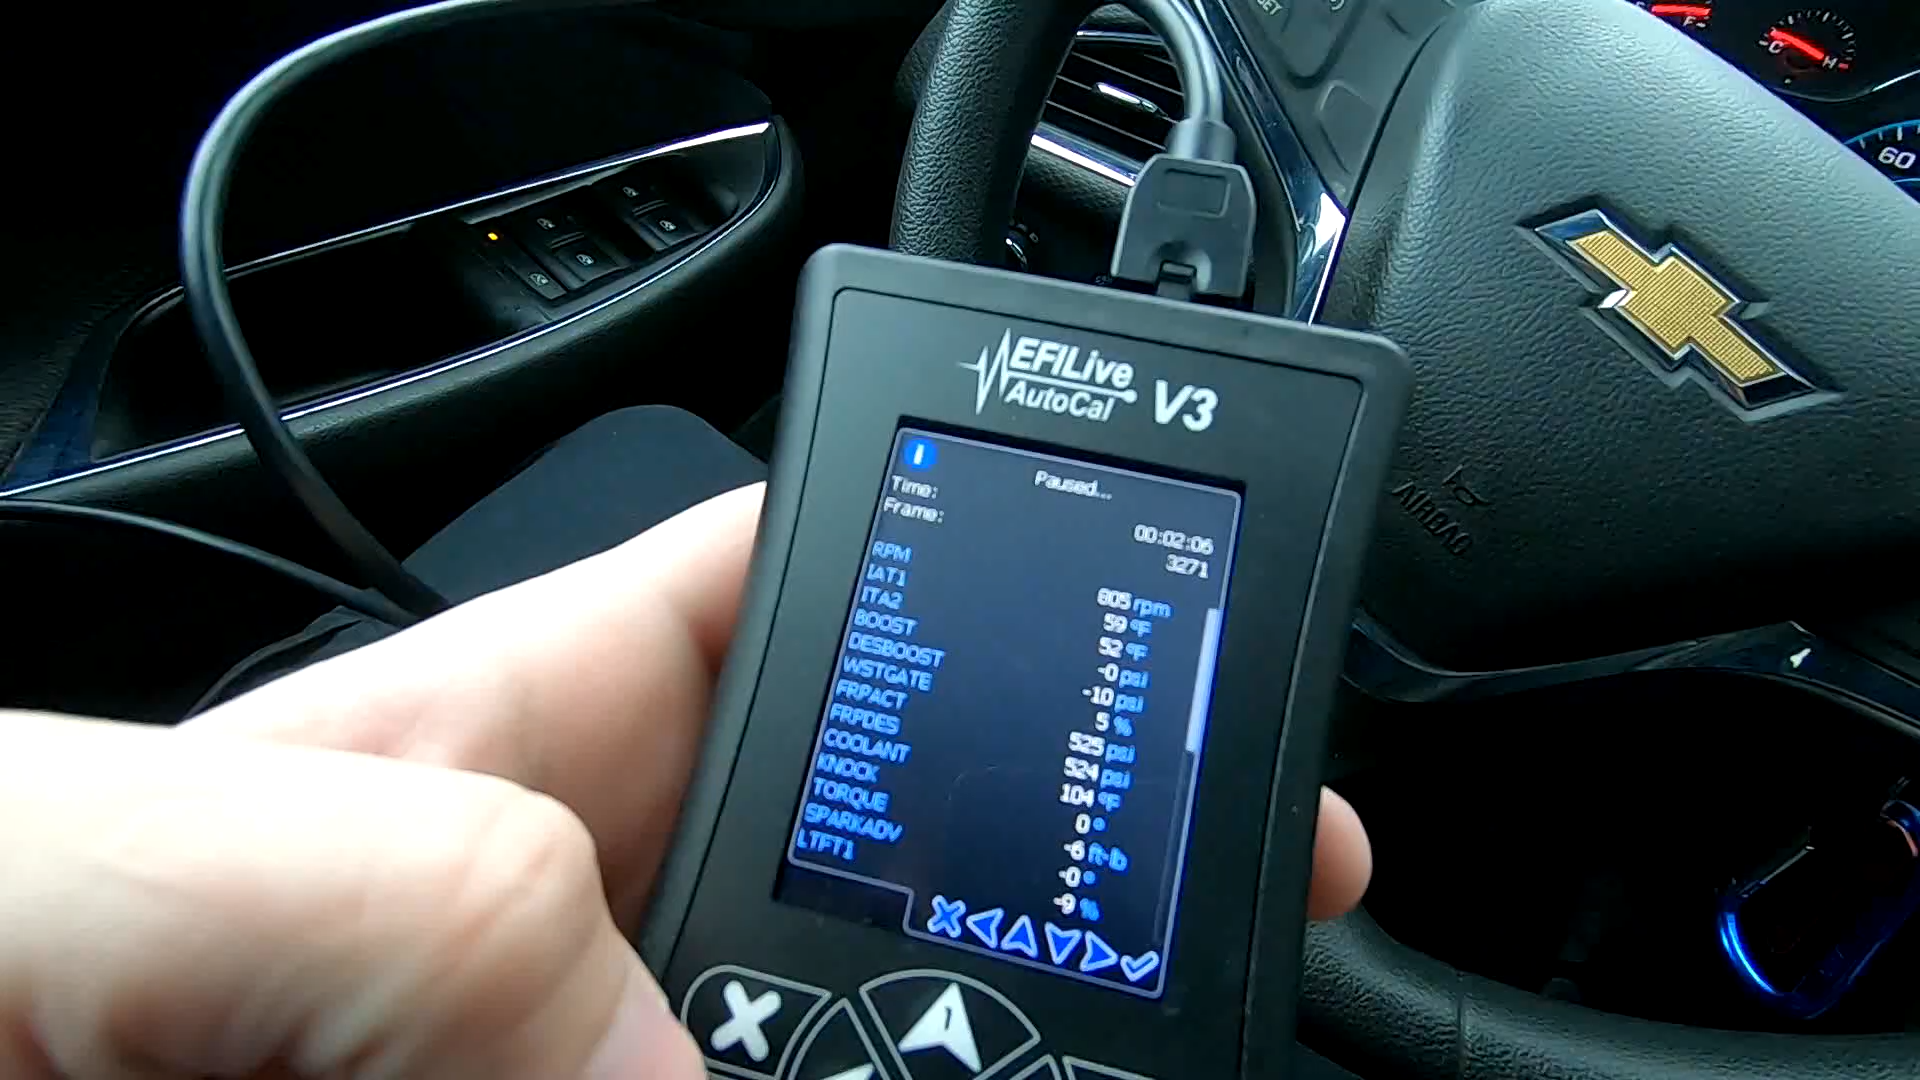 EFILive
AutoCal V3
Paused...
Time: 00:02:06
Frame: 3271
RPM 805 rpm
IAT1 59 °F
ITA2 52 °F
BOOST -0 psi
DESBOOST -10 psi
WSTGATE 5 %
FRPACT 525 psi
FRPDES 524 psi
COOLANT 104 °F
KNOCK 0 °
TORQUE -6 ft-lb
SPARKADV -0 °
LTFT1 -9 %
1
AIRBAG
C H
F
60